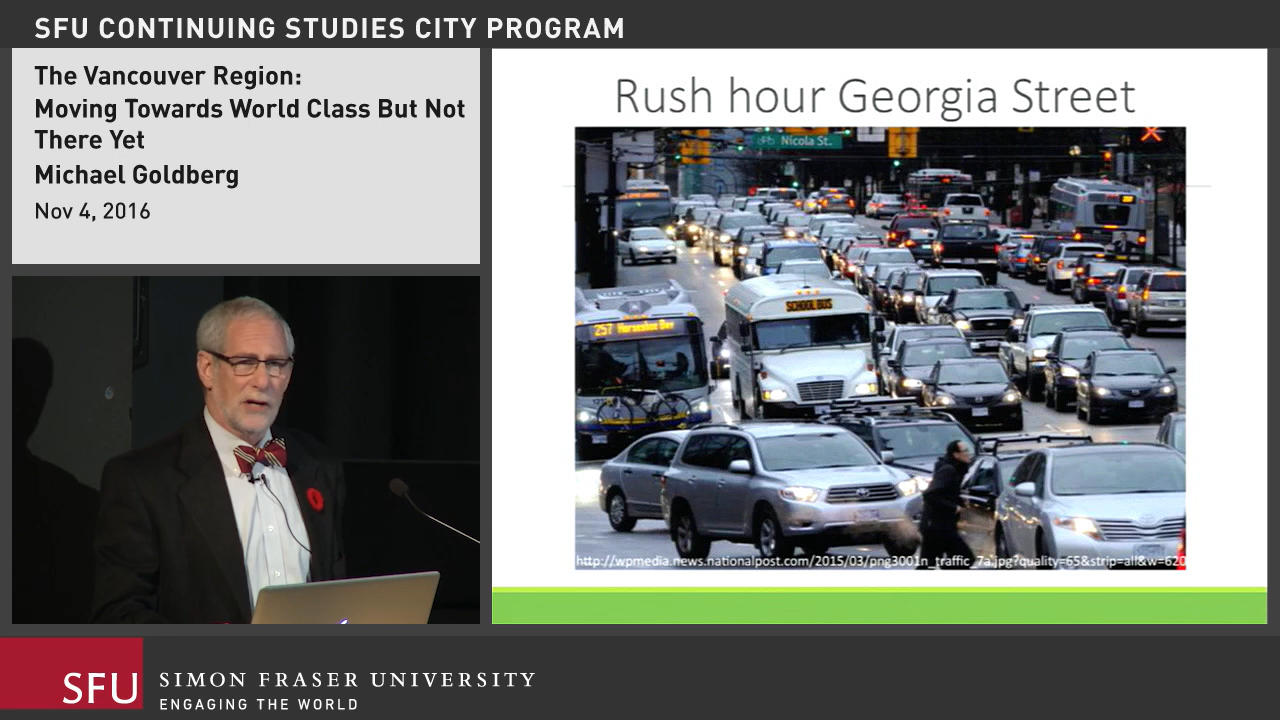 SFU CONTINUING STUDIES CITY PROGRAM
The Vancouver Region:
Moving Towards World Class But Not
There Yet
Michael Goldberg
Nov 4, 2016
Rush hour Georgia Street
Nicola St.
SCHOOL BUS
257 Horseshoe Bay
http://wpmedia.news.nationalpost.com/2015/03/png3001n_traffic_7a.jpg?quality=65&strip=all&w=620
SFU
SIMON FRASER UNIVERSITY
ENGAGING THE WORLD